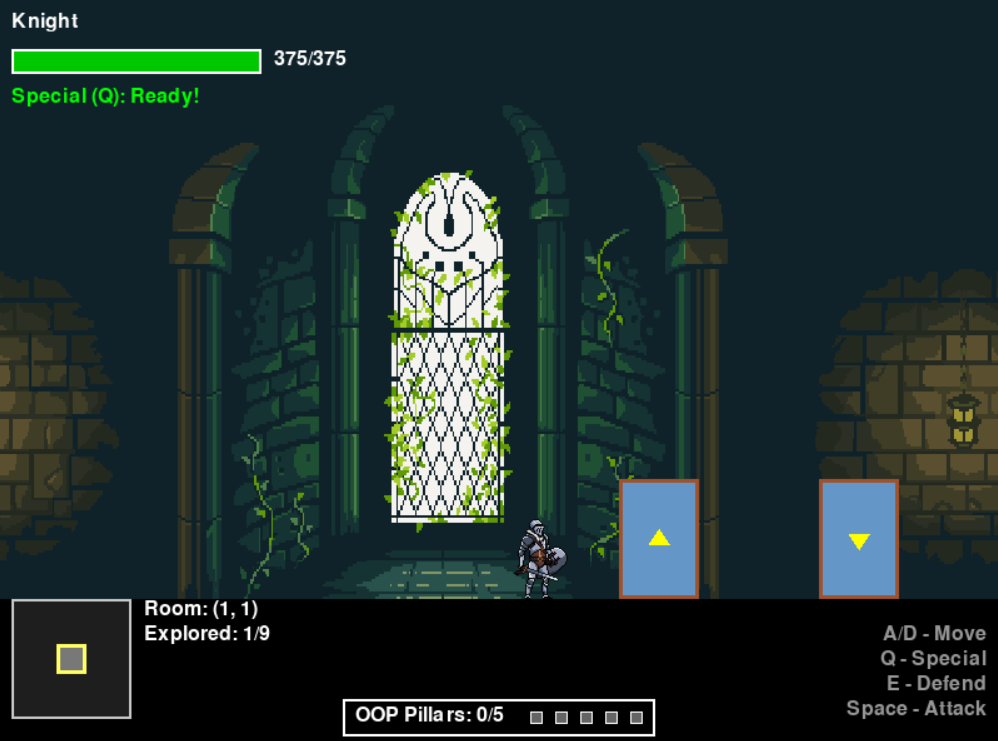 Knight
375/375
Special (Q): Ready!
Room: (1, 1)
Explored: 1/9
A/D - Move
Q - Special
E - Defend
Space - Attack
OOP Pillars: 0/5